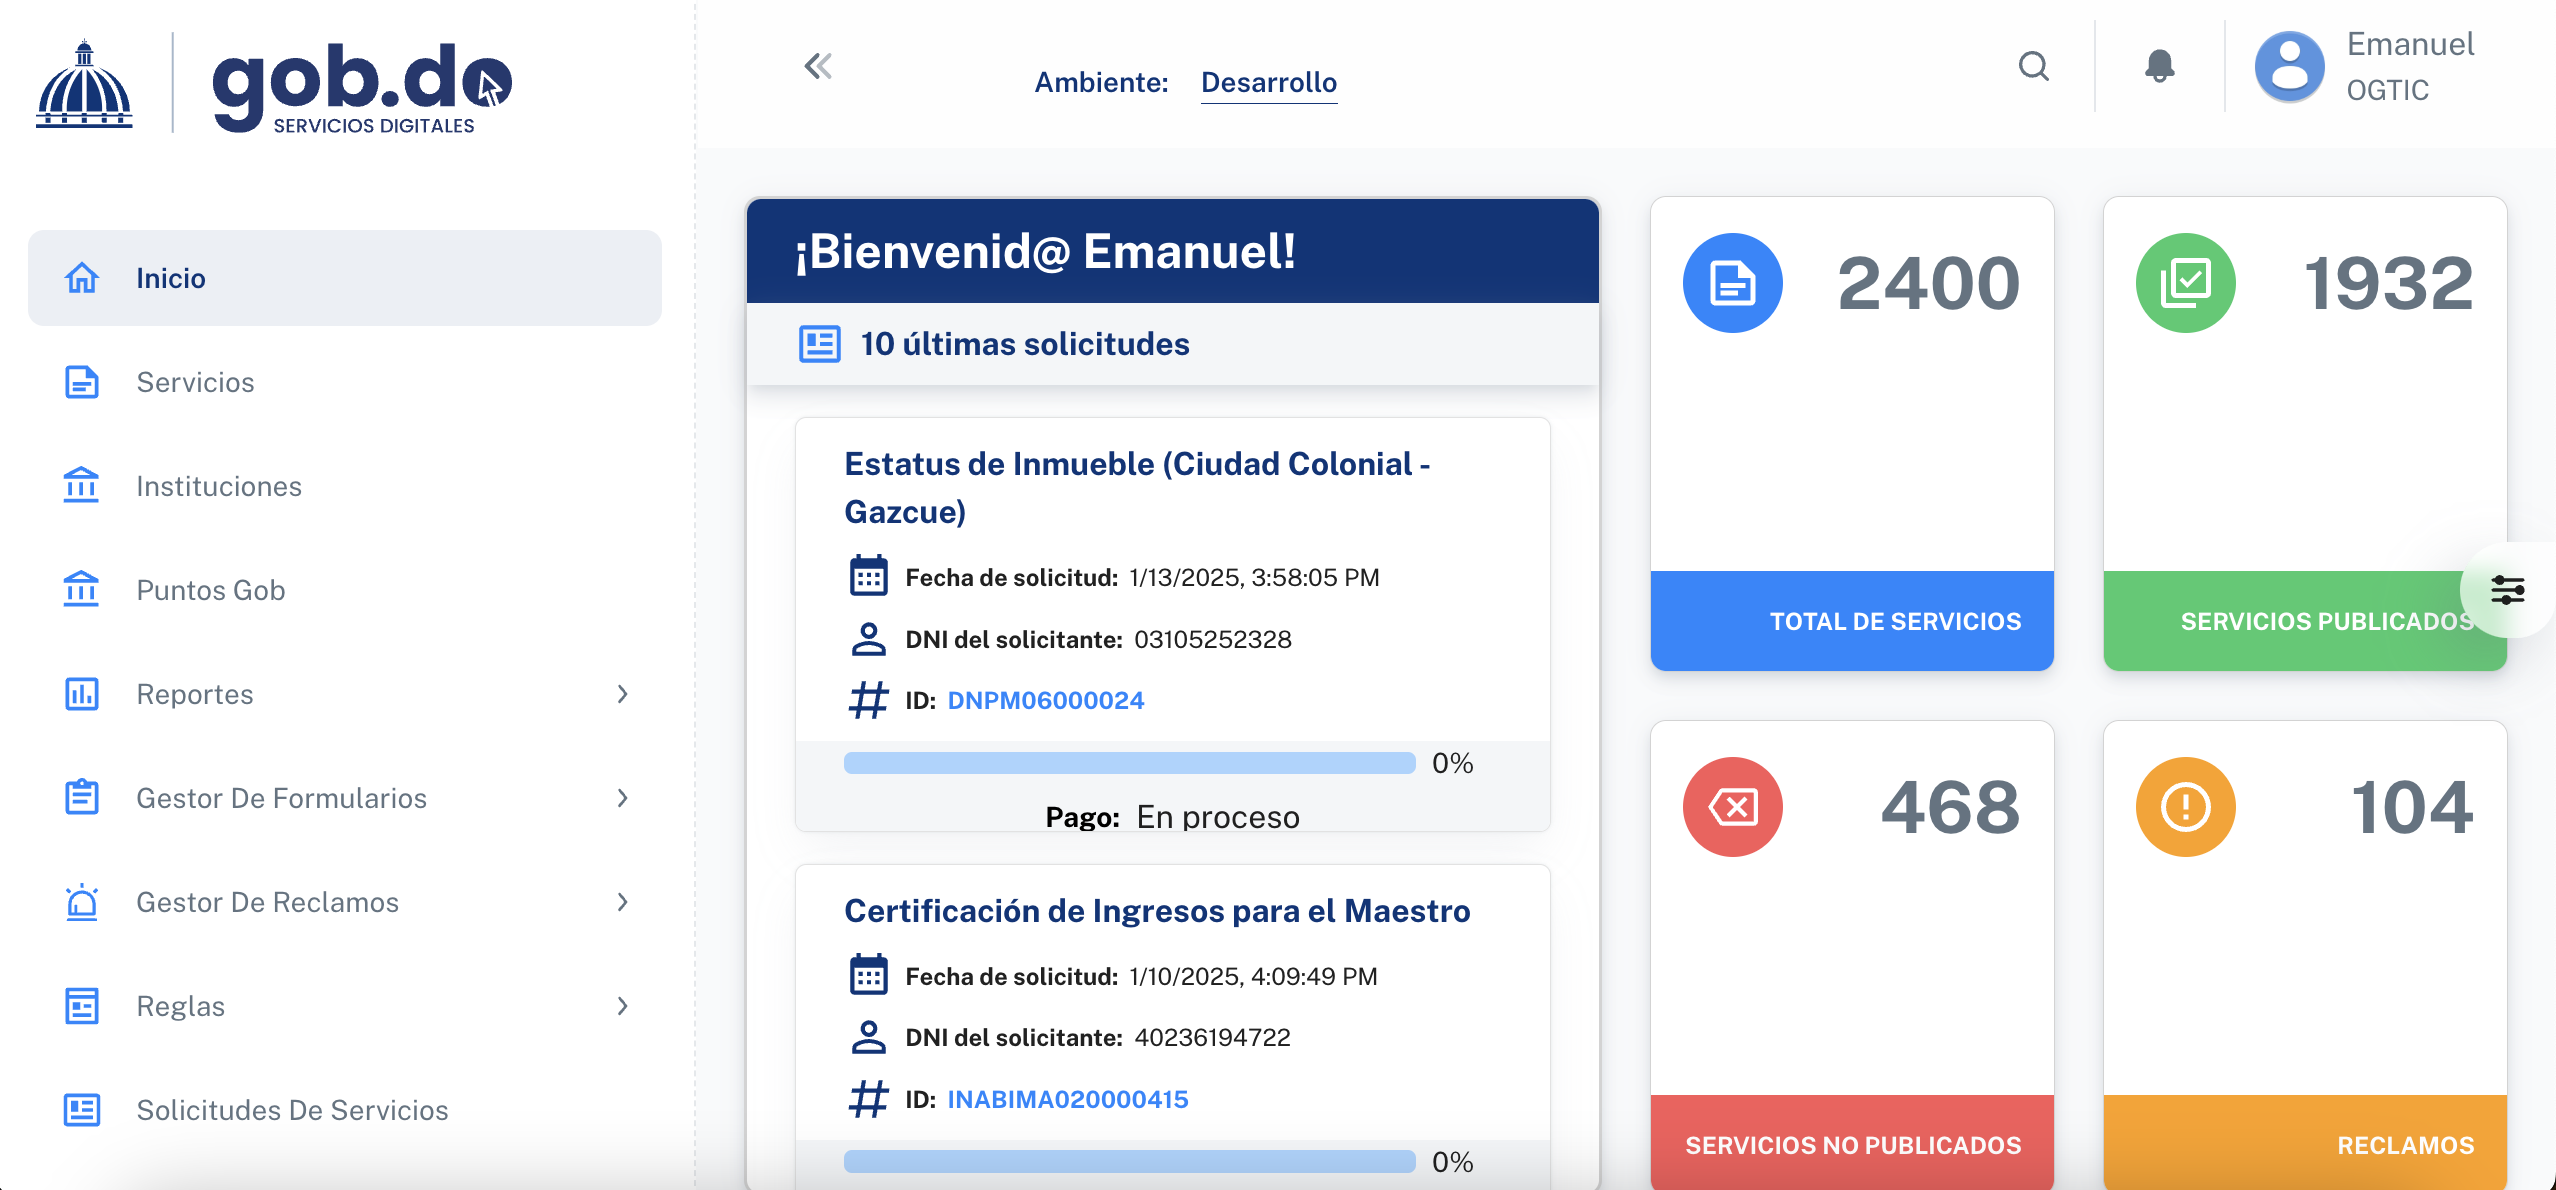 gob.do
SERVICIOS DIGITALES
Inicio
Servicios
Instituciones
Puntos Gob
Reportes
Gestor De Formularios
Gestor De Reclamos
Reglas
Solicitudes De Servicios
Ambiente: Desarrollo
Emanuel
OGTIC
¡Bienvenid@ Emanuel!
10 últimas solicitudes
Estatus de Inmueble (Ciudad Colonial -
Gazcue)
Fecha de solicitud: 1/13/2025, 3:58:05 PM
DNI del solicitante: 03105252328
ID: DNPM06000024
0%
Pago: En proceso
Certificación de Ingresos para el Maestro
Fecha de solicitud: 1/10/2025, 4:09:49 PM
DNI del solicitante: 40236194722
ID: INABIMA020000415
0%
2400
TOTAL DE SERVICIOS
1932
SERVICIOS PUBLICADOS
468
SERVICIOS NO PUBLICADOS
104
RECLAMOS